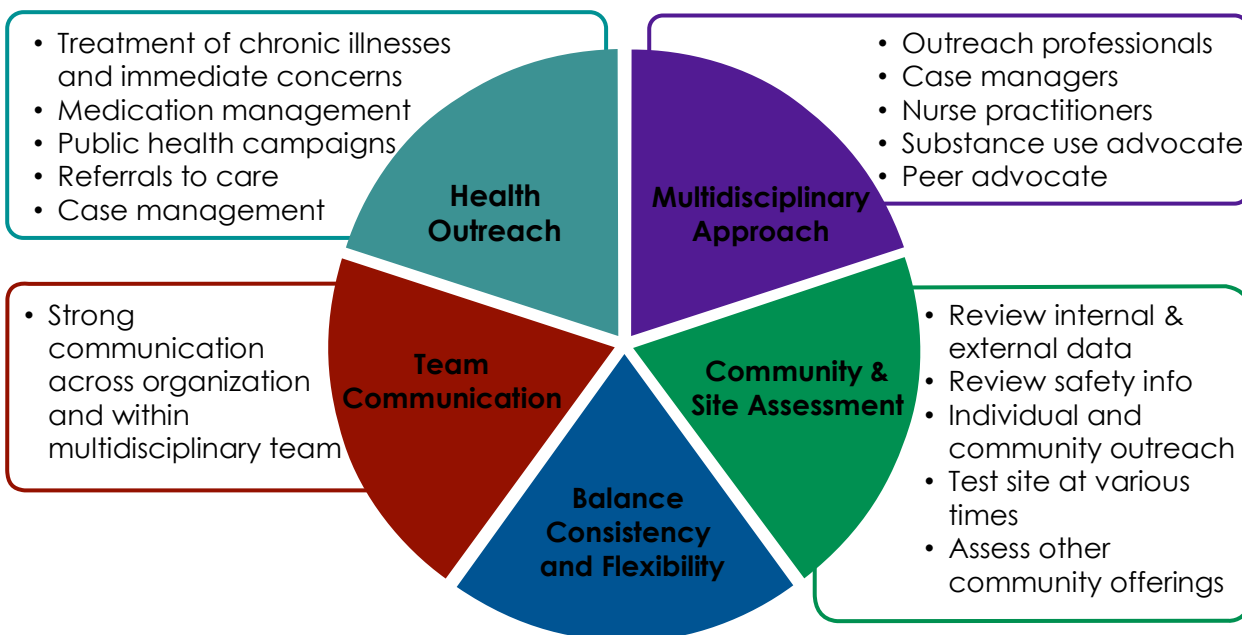 • Treatment of chronic illnesses
and immediate concerns
• Medication management
• Public health campaigns
• Referrals to care
• Case management
• Outreach professionals
• Case managers
• Nurse practitioners
• Substance use advocate
• Peer advocate
Health
Outreach
Multidisciplinary
Approach
• Strong
communication
across organization
and within
multidisciplinary team
Team
Communication
Community &
Site Assessment
• Review internal &
external data
• Review safety info
• Individual and
community outreach
• Test site at various
times
• Assess other
community offerings
Balance
Consistency
and Flexibility